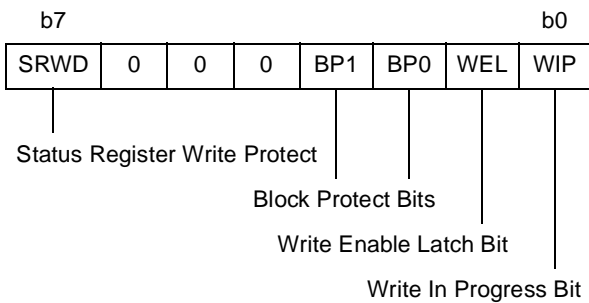 b7 b0
SRWD 0 0 0 BP1 BP0 WEL WIP
Status Register Write Protect
Block Protect Bits
Write Enable Latch Bit
Write In Progress Bit